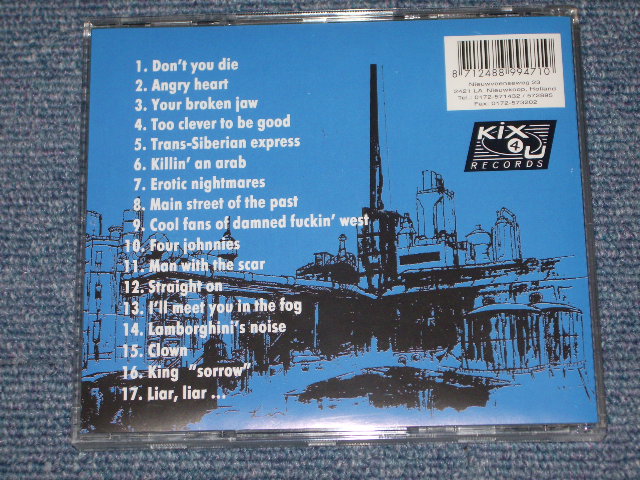 1. Don't you die
2. Angry heart
3. Your broken jaw
4. Too clever to be good
5. Trans-Siberian express
6. Killin' an arab
7. Erotic nightmares
8. Main street of the past
9. Cool fans of damned fuckin' west
10. Four johnnies
11. Man with the scar
12. Straight on
13. I'll meet you in the fog
14. Lamborghini's noise
15. Clown
16. King "sorrow"
17. Liar, liar ...
8 712488 994710
Nieuwveenseweg 23
2421 LA Nieuwkoop, Holland
Tel.: 0172-571432 / 573885
Fax: 0172-573202
KIX
4
U
RECORDS